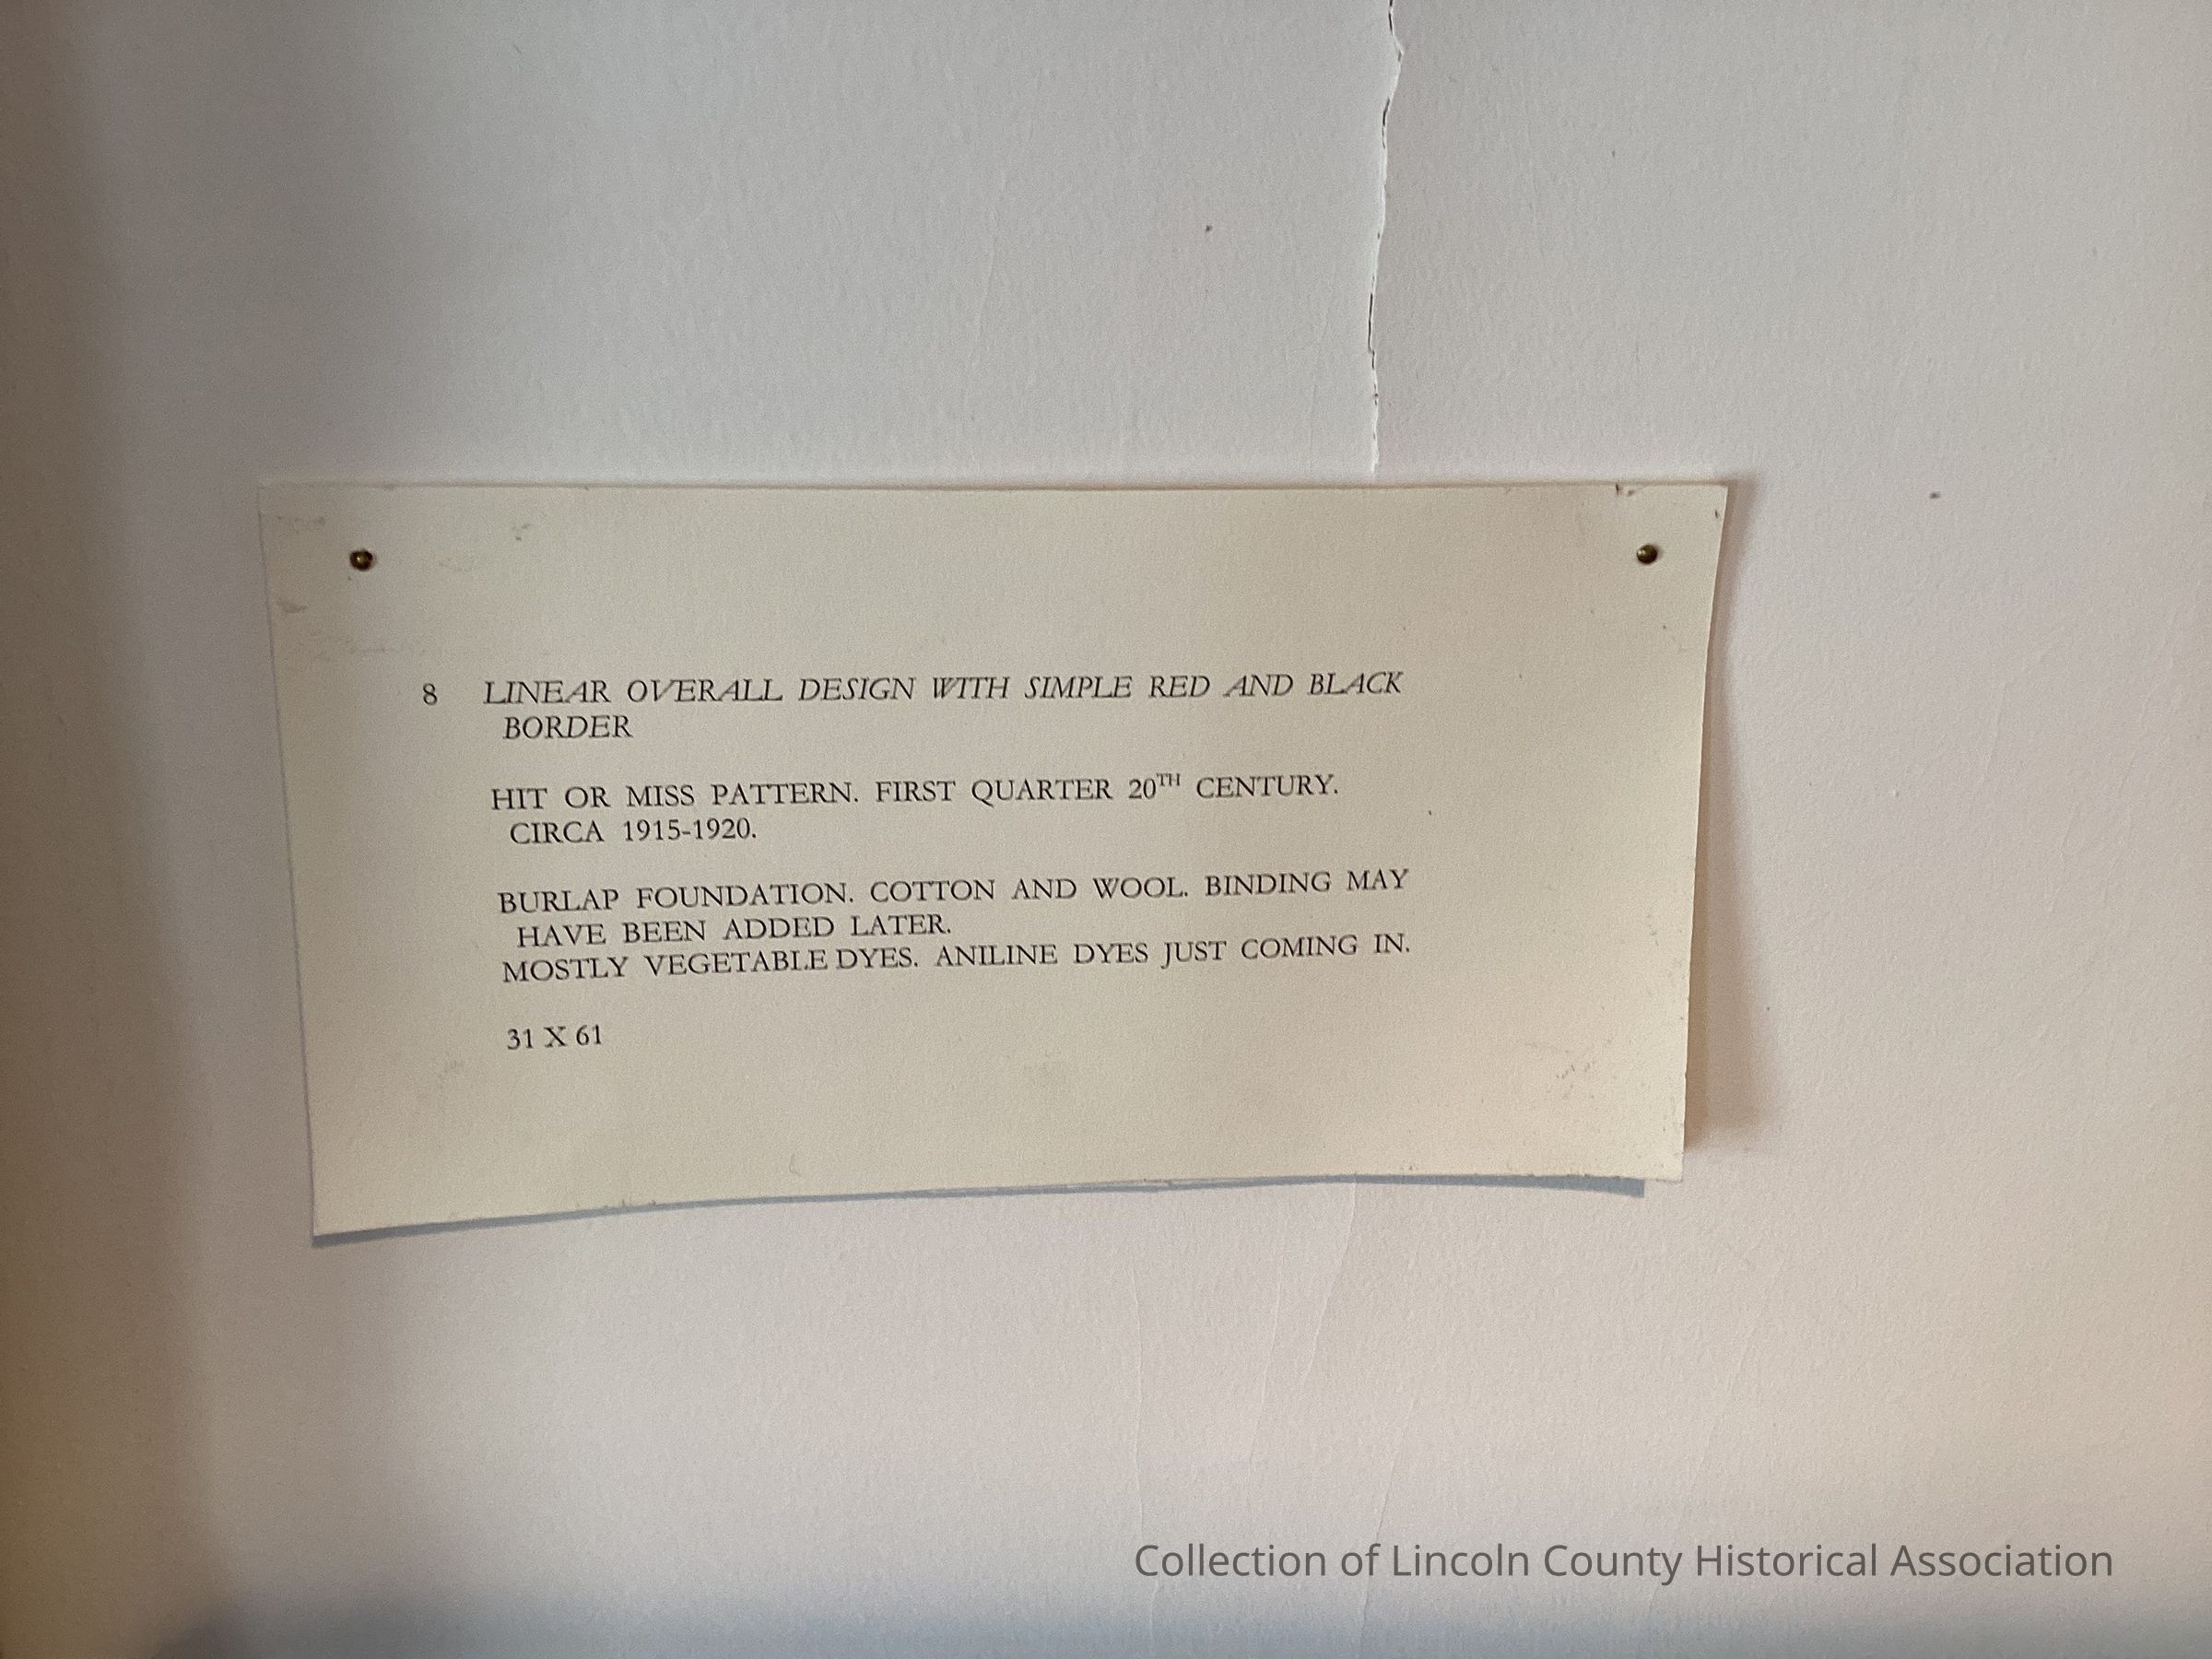 8 LINEAR OVERALL DESIGN WITH SIMPLE RED AND BLACK
BORDER
HIT OR MISS PATTERN. FIRST QUARTER 20TH CENTURY.
CIRCA 1915-1920.
BURLAP FOUNDATION. COTTON AND WOOL. BINDING MAY
HAVE BEEN ADDED LATER.
MOSTLY VEGETABLE DYES. ANILINE DYES JUST COMING IN.
31 X 61
Collection of Lincoln County Historical Association